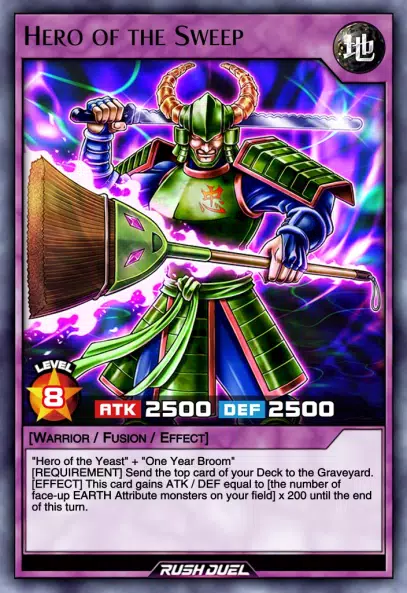 HERO OF THE SWEEP
地
忠
LEVEL
8
ATK 2500 DEF 2500
[WARRIOR / FUSION / EFFECT]
"Hero of the Yeast" + "One Year Broom"
[REQUIREMENT] Send the top card of your Deck to the Graveyard.
[EFFECT] This card gains ATK / DEF equal to [the number of
face-up EARTH Attribute monsters on your field] x 200 until the end
of this turn.
RUSH DUEL